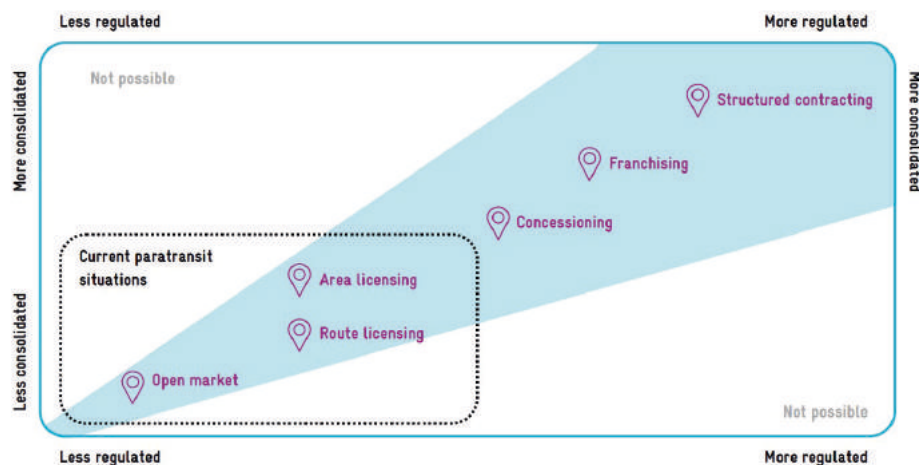 Less regulated
More regulated
More consolidated
Not possible
Structured contracting
More consolidated
Franchising
Concessioning
Current paratransit
situations
Area licensing
Route licensing
Less consolidated
Open market
Not possible
Less regulated
More regulated